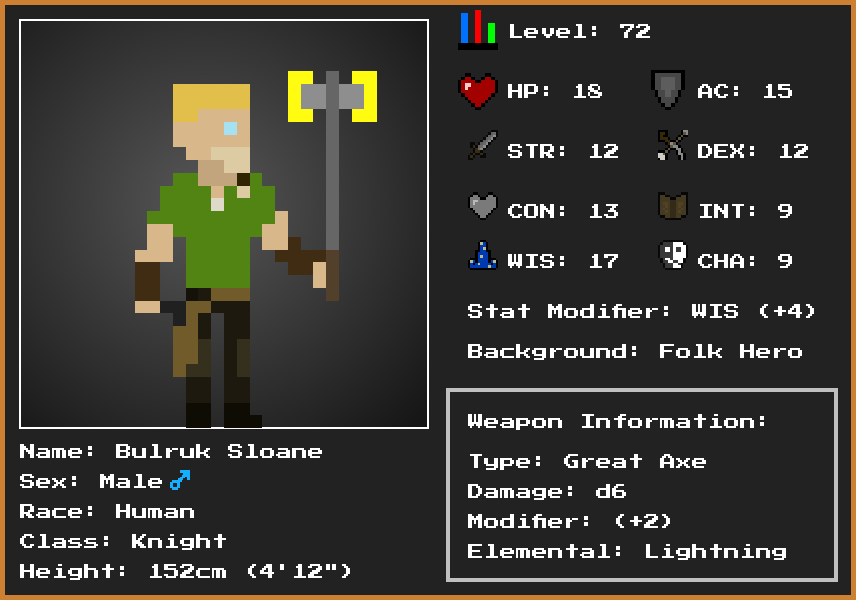 Level: 72
HP: 18 AC: 15
STR: 12 DEX: 12
CON: 13 INT: 9
WIS: 17 CHA: 9
Stat Modifier: WIS (+4)
Background: Folk Hero
Weapon Information:
Type: Great Axe
Damage: d6
Modifier: (+2)
Elemental: Lightning
Name: Bulruk Sloane
Sex: Male ♂
Race: Human
Class: Knight
Height: 152cm (4'12")